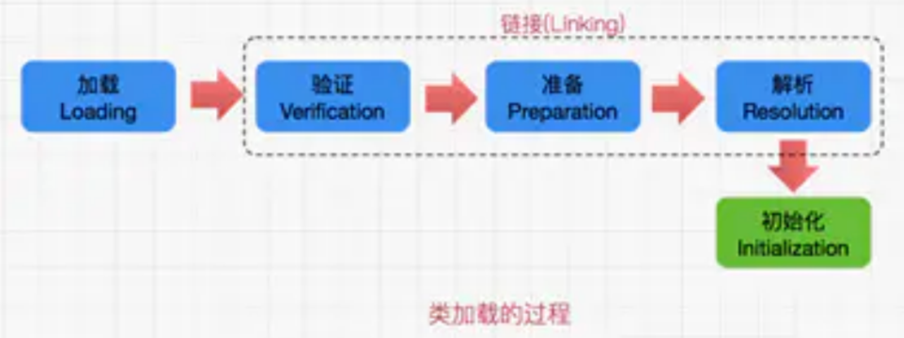 链接(Linking)
加载
Loading
验证
Verification
准备
Preparation
解析
Resolution
初始化
Initialization
类加载的过程